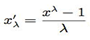 x′_λ = (x^λ − 1) / λ